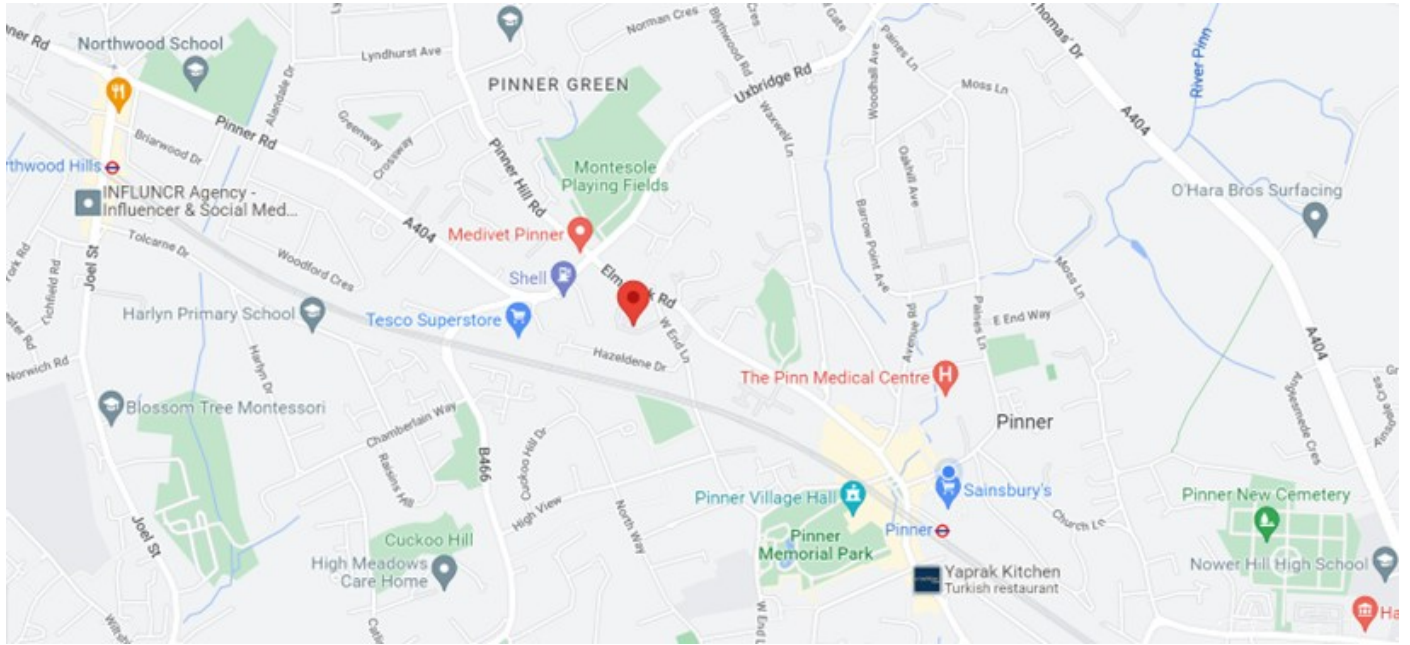 Northwood School
Lyndhurst Ave
Alandale Dr
Norman Cres
Blythwood Rd
Paines Ln
Woodhall Ave
Moss Ln
River Pinn
A404
PINNER GREEN
Uxbridge Rd
Pinner Rd
Greenway
Crossway
Briarwood Dr
Pinner Hill Rd
Waxwell Ln
Oakhill Ave
Montesole
Playing Fields
O'Hara Bros Surfacing
INFLUNCR Agency -
Influencer & Social Med...
A404
Medivet Pinner
Barrow Point Ave
Tolcarne Dr
Woodford Cres
Joel St
Shell
Moss Ln
Harlyn Primary School
Tesco Superstore
W End Ln
Avenue Rd
Paines Ln
E End Way
A404
Norwich Rd
Harlyn Dr
Hazeldene Dr
The Pinn Medical Centre
Anglesmede Cres
Blossom Tree Montessori
Chamberlain Way
Pinner
Raisins Hill
B466
Cuckoo Hill Dr
High View
North Way
Pinner Village Hall
Sainsbury's
Pinner New Cemetery
Joel St
Cuckoo Hill
Pinner
Church Ln
Pinner
Memorial Park
High Meadows
Care Home
Nower Hill High School
Yaprak Kitchen
Turkish restaurant
W End Ln